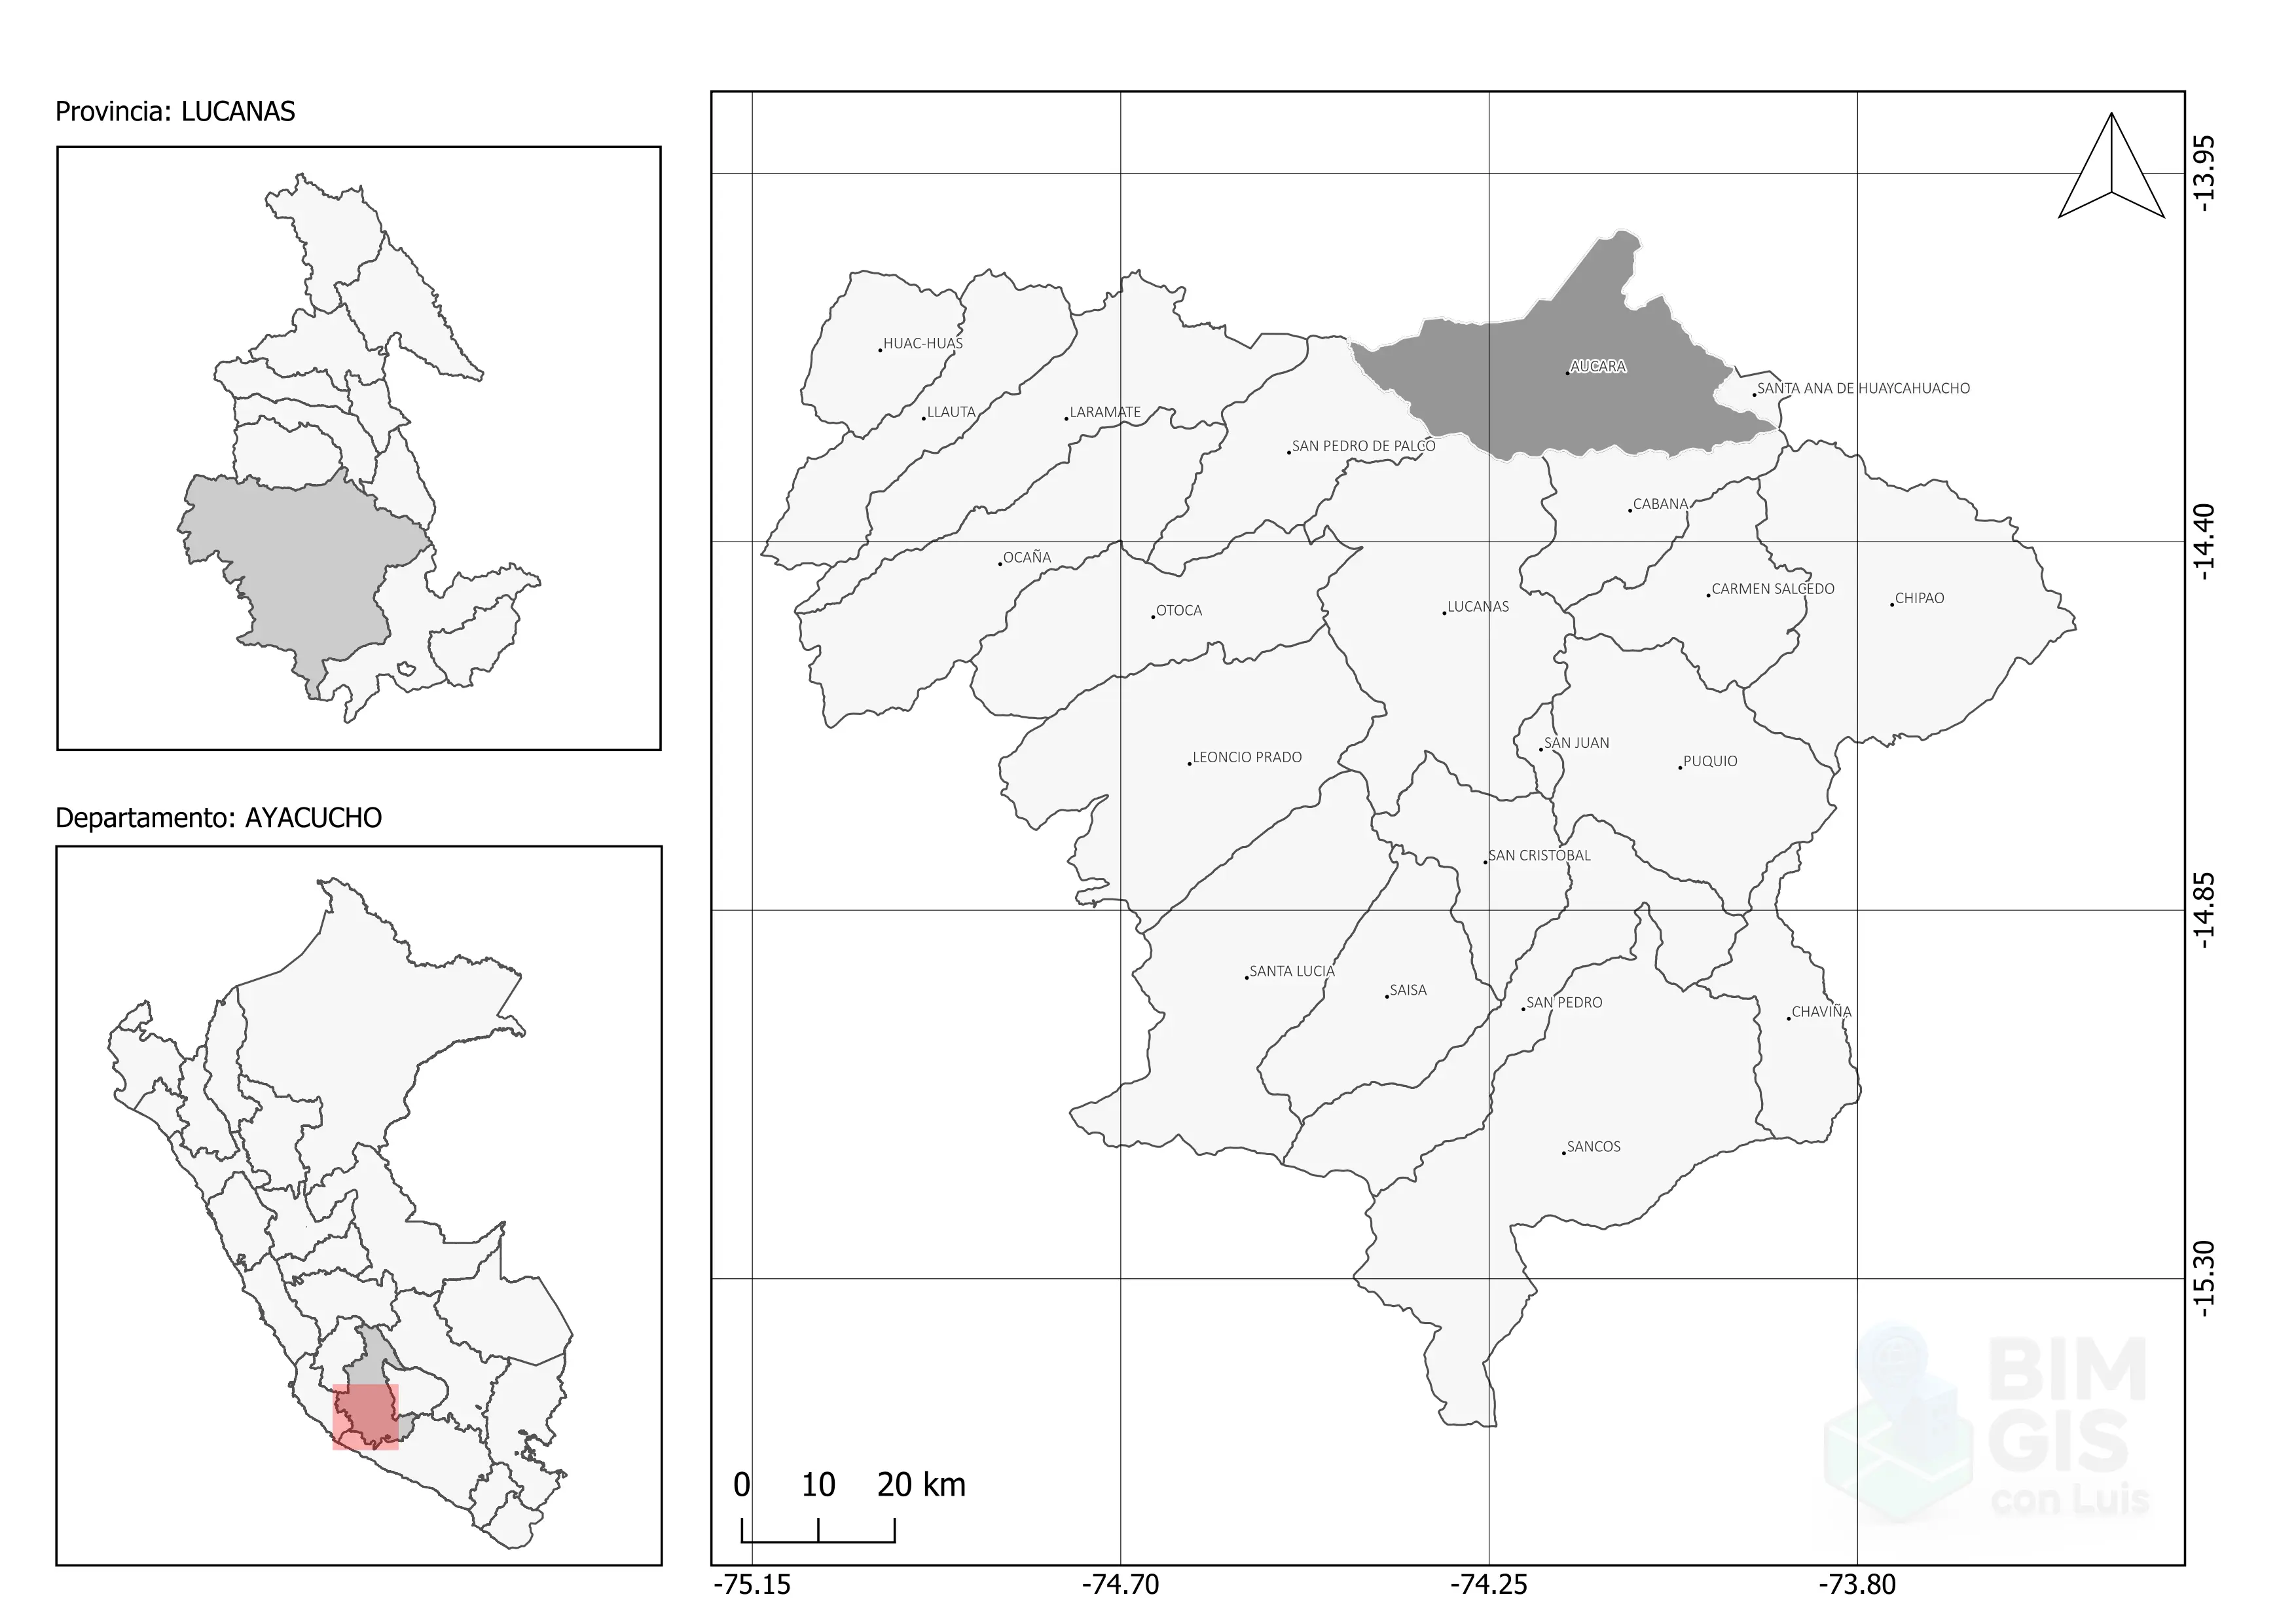 Provincia: LUCANAS
Departamento: AYACUCHO
-13.95
-14.40
-14.85
-15.30
HUAC-HUAS
AUCARA
SANTA ANA DE HUAYCAHUACHO
LLAUTA
LARAMATE
SAN PEDRO DE PALCO
CABANA
OCAÑA
CARMEN SALCEDO
CHIPAO
OTOCA
LUCANAS
SAN JUAN
LEONCIO PRADO
PUQUIO
SAN CRISTOBAL
SANTA LUCIA
SAISA
SAN PEDRO
CHAVIÑA
SANCOS
BIM
GIS
con Luis
0 10 20 km
-75.15 -74.70 -74.25 -73.80